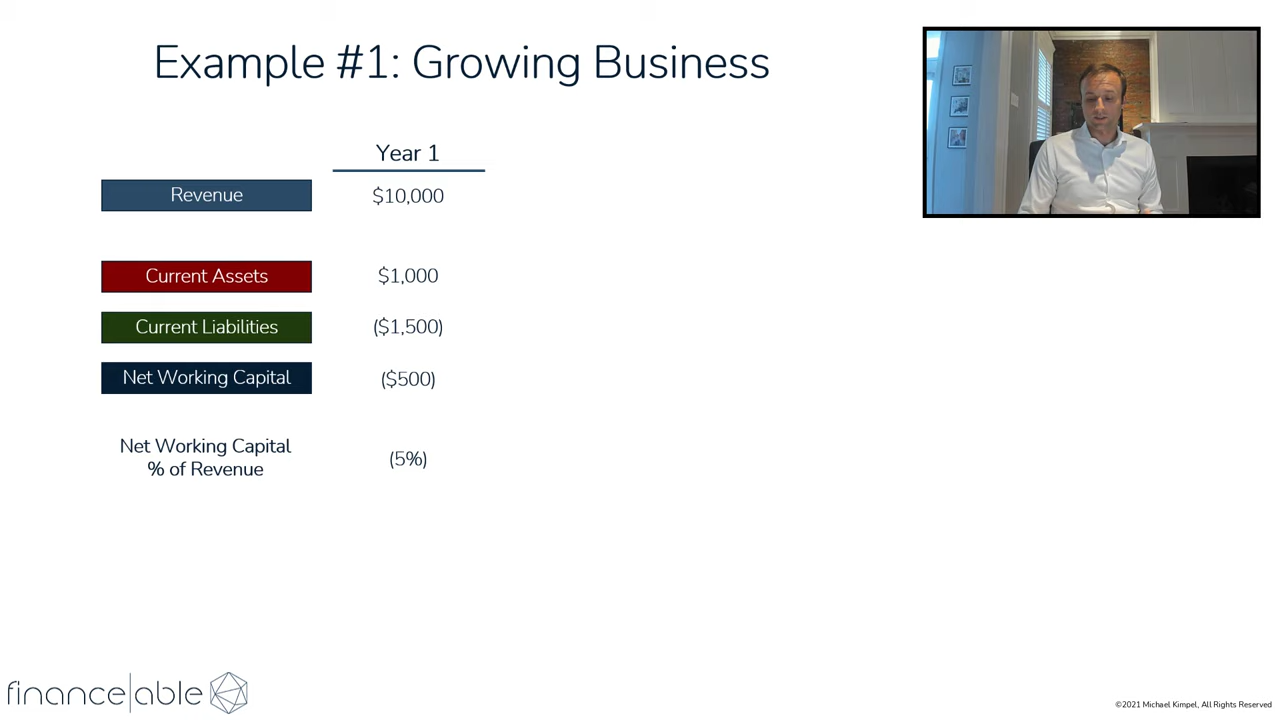 Example #1: Growing Business
Year 1
Revenue $10,000
Current Assets $1,000
Current Liabilities ($1,500)
Net Working Capital ($500)
Net Working Capital
% of Revenue
(5%)
finance|able
©2021 Michael Kimpel, All Rights Reserved